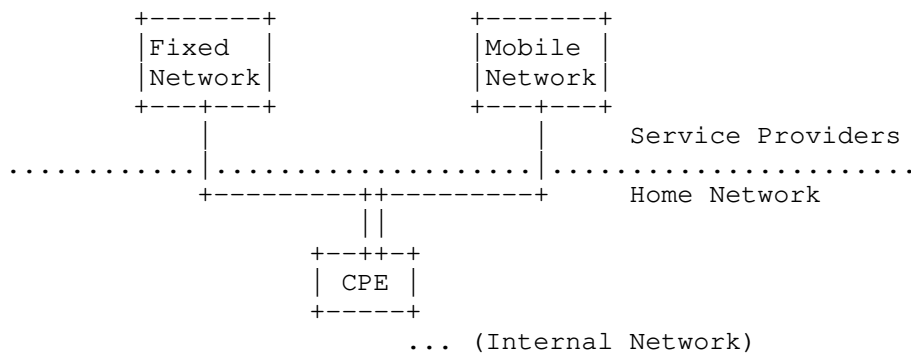 Fixed Mobile
Network Network
Service Providers
Home Network
CPE
... (Internal Network)